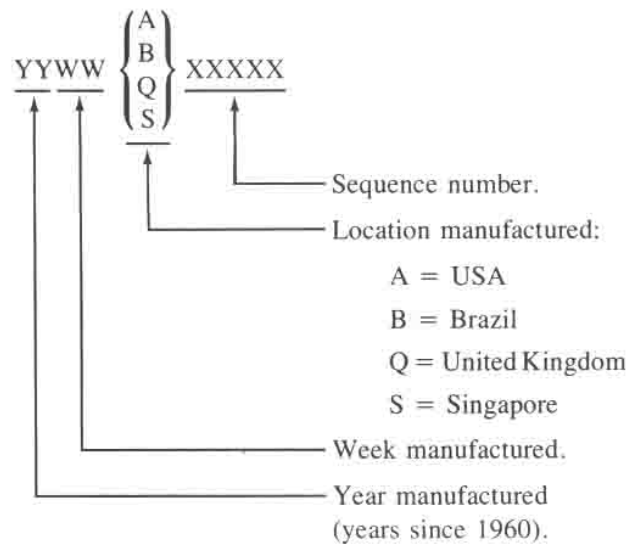 A
B
YYWW Q XXXXX
S
Sequence number.
Location manufactured:
A = USA
B = Brazil
Q = United Kingdom
S = Singapore
Week manufactured.
Year manufactured
(years since 1960).